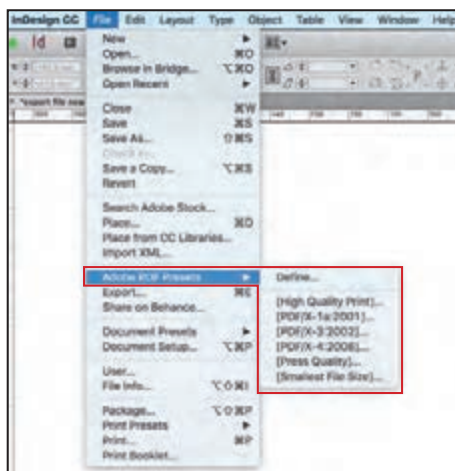 InDesign CC File Edit Layout Type Object Table View Window Help
New
Open... ⌘O
Browse in Bridge... ⌥⌘O
Open Recent
Close ⌘W
Save ⌘S
Save As... ⇧⌘S
Save a Copy... ⌥⌘S
Revert
Search Adobe Stock...
Place... ⌘D
Place from CC Libraries...
Import XML...
Adobe PDF Presets
Define...
Export... ⌘E
[High Quality Print]...
Share on Behance...
[PDF/X-1a:2001]...
[PDF/X-3:2002]...
Document Presets
[PDF/X-4:2008]...
Document Setup... ⌥⌘P
[Press Quality]...
[Smallest File Size]...
User...
File Info... ⌥⇧⌘I
Package... ⌥⇧⌘P
Print Presets
Print... ⌘P
Print Booklet...